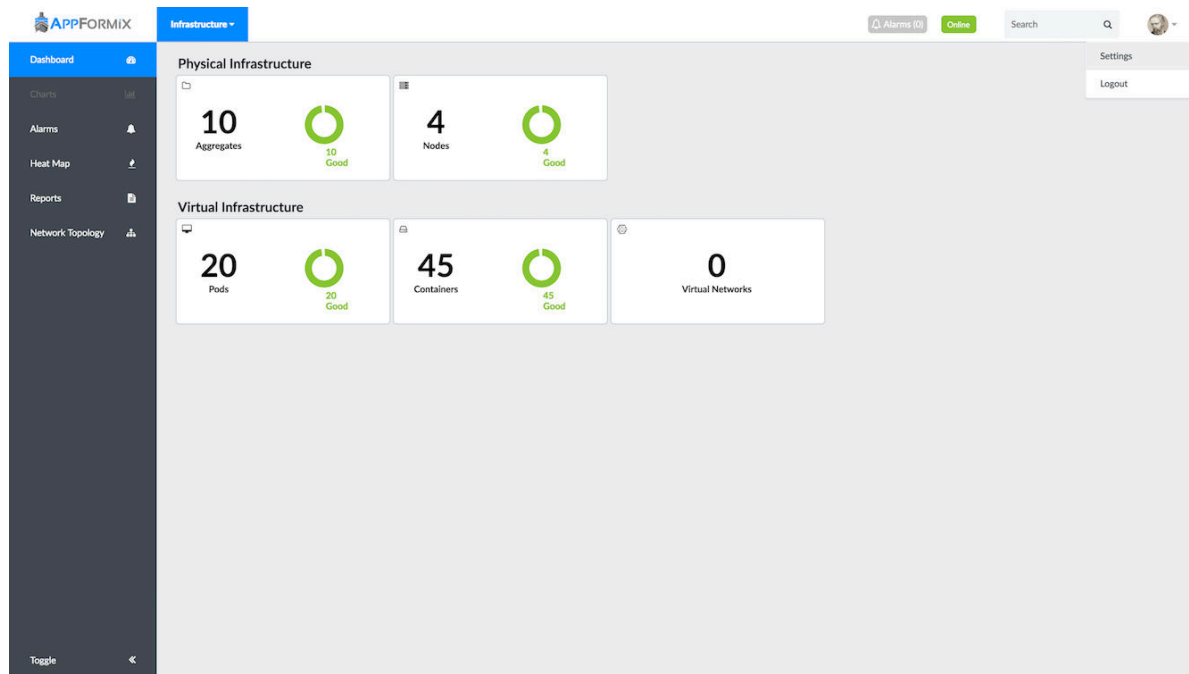 APPFORMIX
Infrastructure
Alarms (0)
Online
Search
Settings
Logout
Dashboard
Charts
Alarms
Heat Map
Reports
Network Topology
Toggle
Physical Infrastructure
10
Aggregates
10
Good
4
Nodes
4
Good
Virtual Infrastructure
20
Pods
20
Good
45
Containers
45
Good
0
Virtual Networks